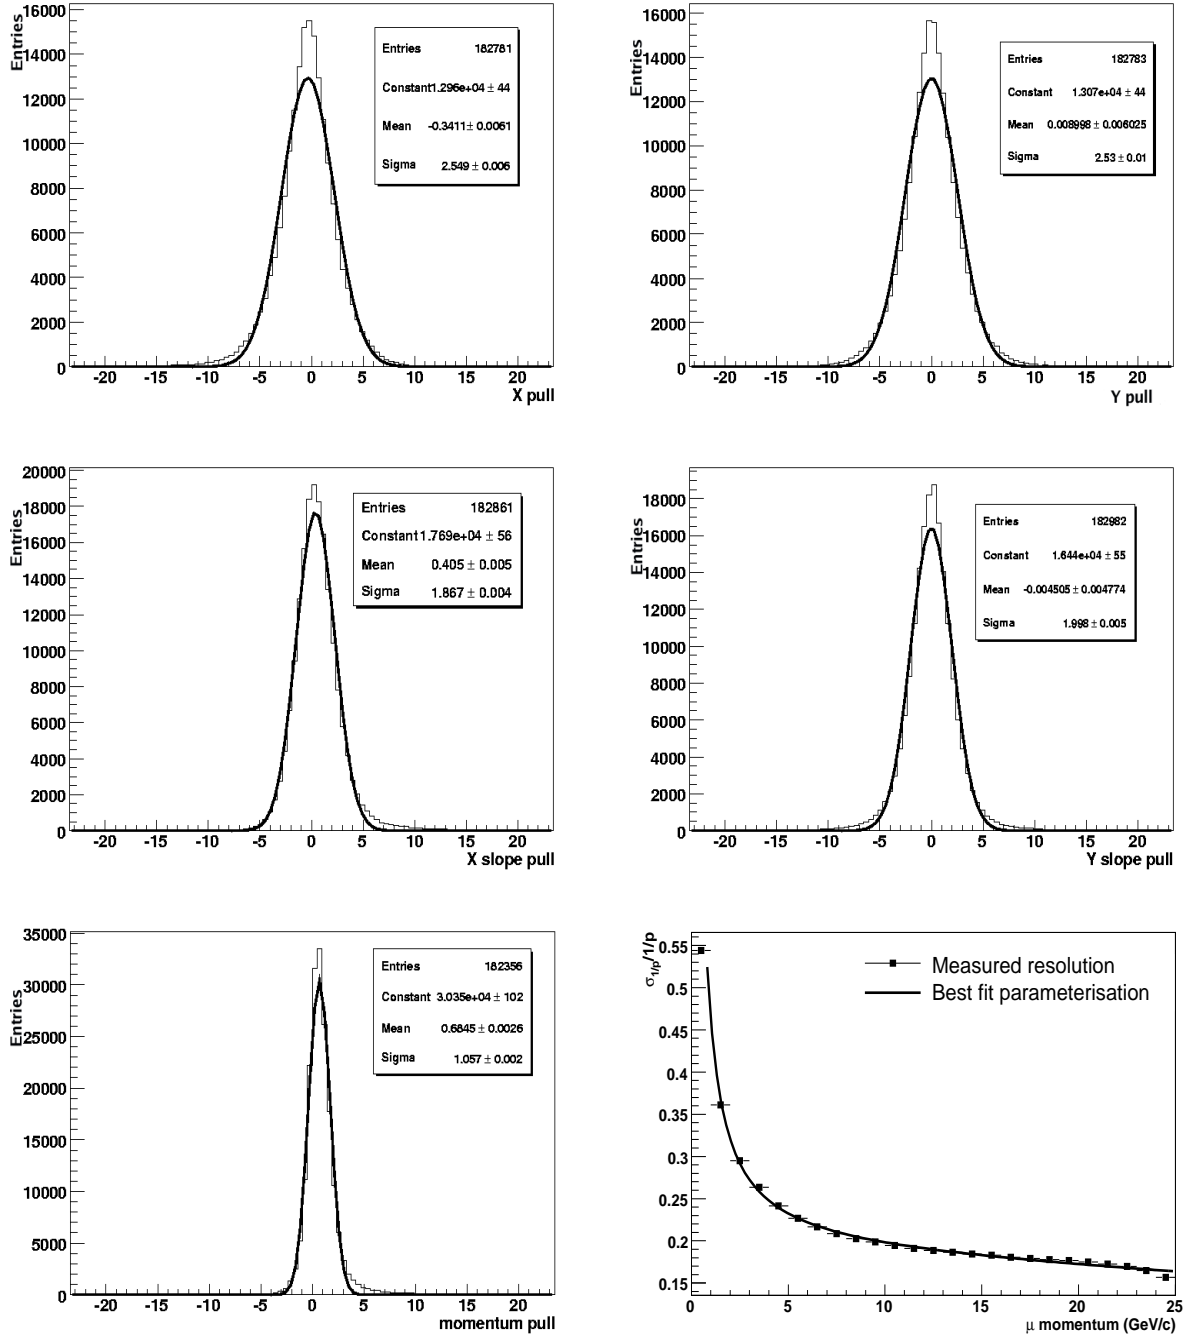 16000
14000
12000
10000
8000
6000
4000
2000
0
Entries
Entries 182781
Constant 1.296e+04 ± 44
Mean -0.3411 ± 0.0061
Sigma 2.549 ± 0.006
-20 -15 -10 -5 0 5 10 15 20
X pull
16000
14000
12000
10000
8000
6000
4000
2000
0
Entries
Entries 182783
Constant 1.307e+04 ± 44
Mean 0.008998 ± 0.006025
Sigma 2.53 ± 0.01
-20 -15 -10 -5 0 5 10 15 20
Y pull
20000
18000
16000
14000
12000
10000
8000
6000
4000
2000
0
Entries
Entries 182861
Constant 1.769e+04 ± 56
Mean 0.405 ± 0.005
Sigma 1.867 ± 0.004
-20 -15 -10 -5 0 5 10 15 20
X slope pull
18000
16000
14000
12000
10000
8000
6000
4000
2000
0
Entries
Entries 182982
Constant 1.644e+04 ± 55
Mean -0.004505 ± 0.004774
Sigma 1.998 ± 0.005
-20 -15 -10 -5 0 5 10 15 20
Y slope pull
35000
30000
25000
20000
15000
10000
5000
0
Entries
Entries 182356
Constant 3.035e+04 ± 102
Mean 0.6845 ± 0.0026
Sigma 1.057 ± 0.002
-20 -15 -10 -5 0 5 10 15 20
momentum pull
σ1/p/1/p
0.55
0.5
0.45
0.4
0.35
0.3
0.25
0.2
0.15
Measured resolution
Best fit parameterisation
0 5 10 15 20 25
μ momentum (GeV/c)